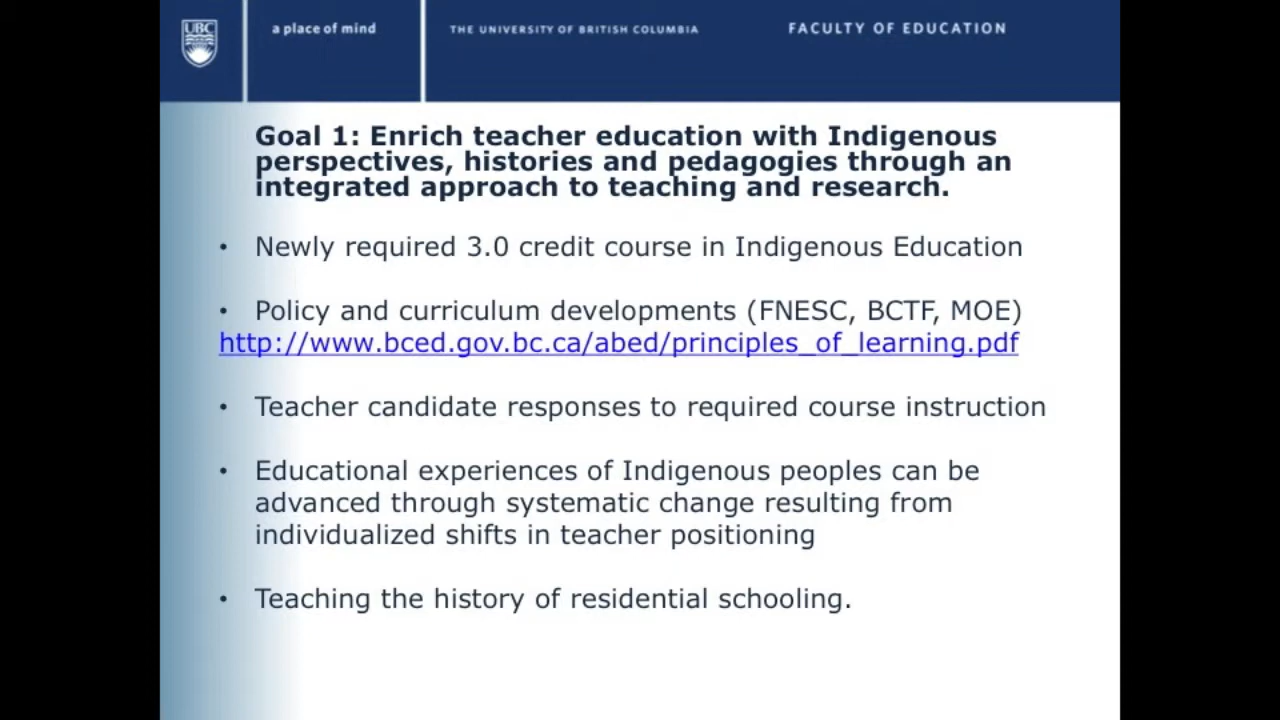 UBC
a place of mind
THE UNIVERSITY OF BRITISH COLUMBIA
FACULTY OF EDUCATION
Goal 1: Enrich teacher education with Indigenous
perspectives, histories and pedagogies through an
integrated approach to teaching and research.
• Newly required 3.0 credit course in Indigenous Education
• Policy and curriculum developments (FNESC, BCTF, MOE)
http://www.bced.gov.bc.ca/abed/principles_of_learning.pdf
• Teacher candidate responses to required course instruction
• Educational experiences of Indigenous peoples can be
advanced through systematic change resulting from
individualized shifts in teacher positioning
• Teaching the history of residential schooling.